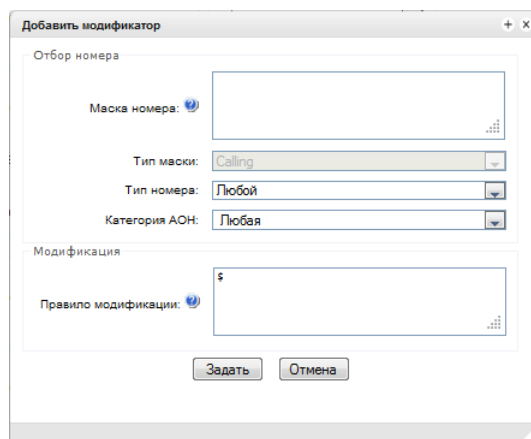 Добавить модификатор
Отбор номера
Маска номера:
Тип маски: Calling
Тип номера: Любой
Категория АОН: Любая
Модификация
Правило модификации: $
Задать Отмена